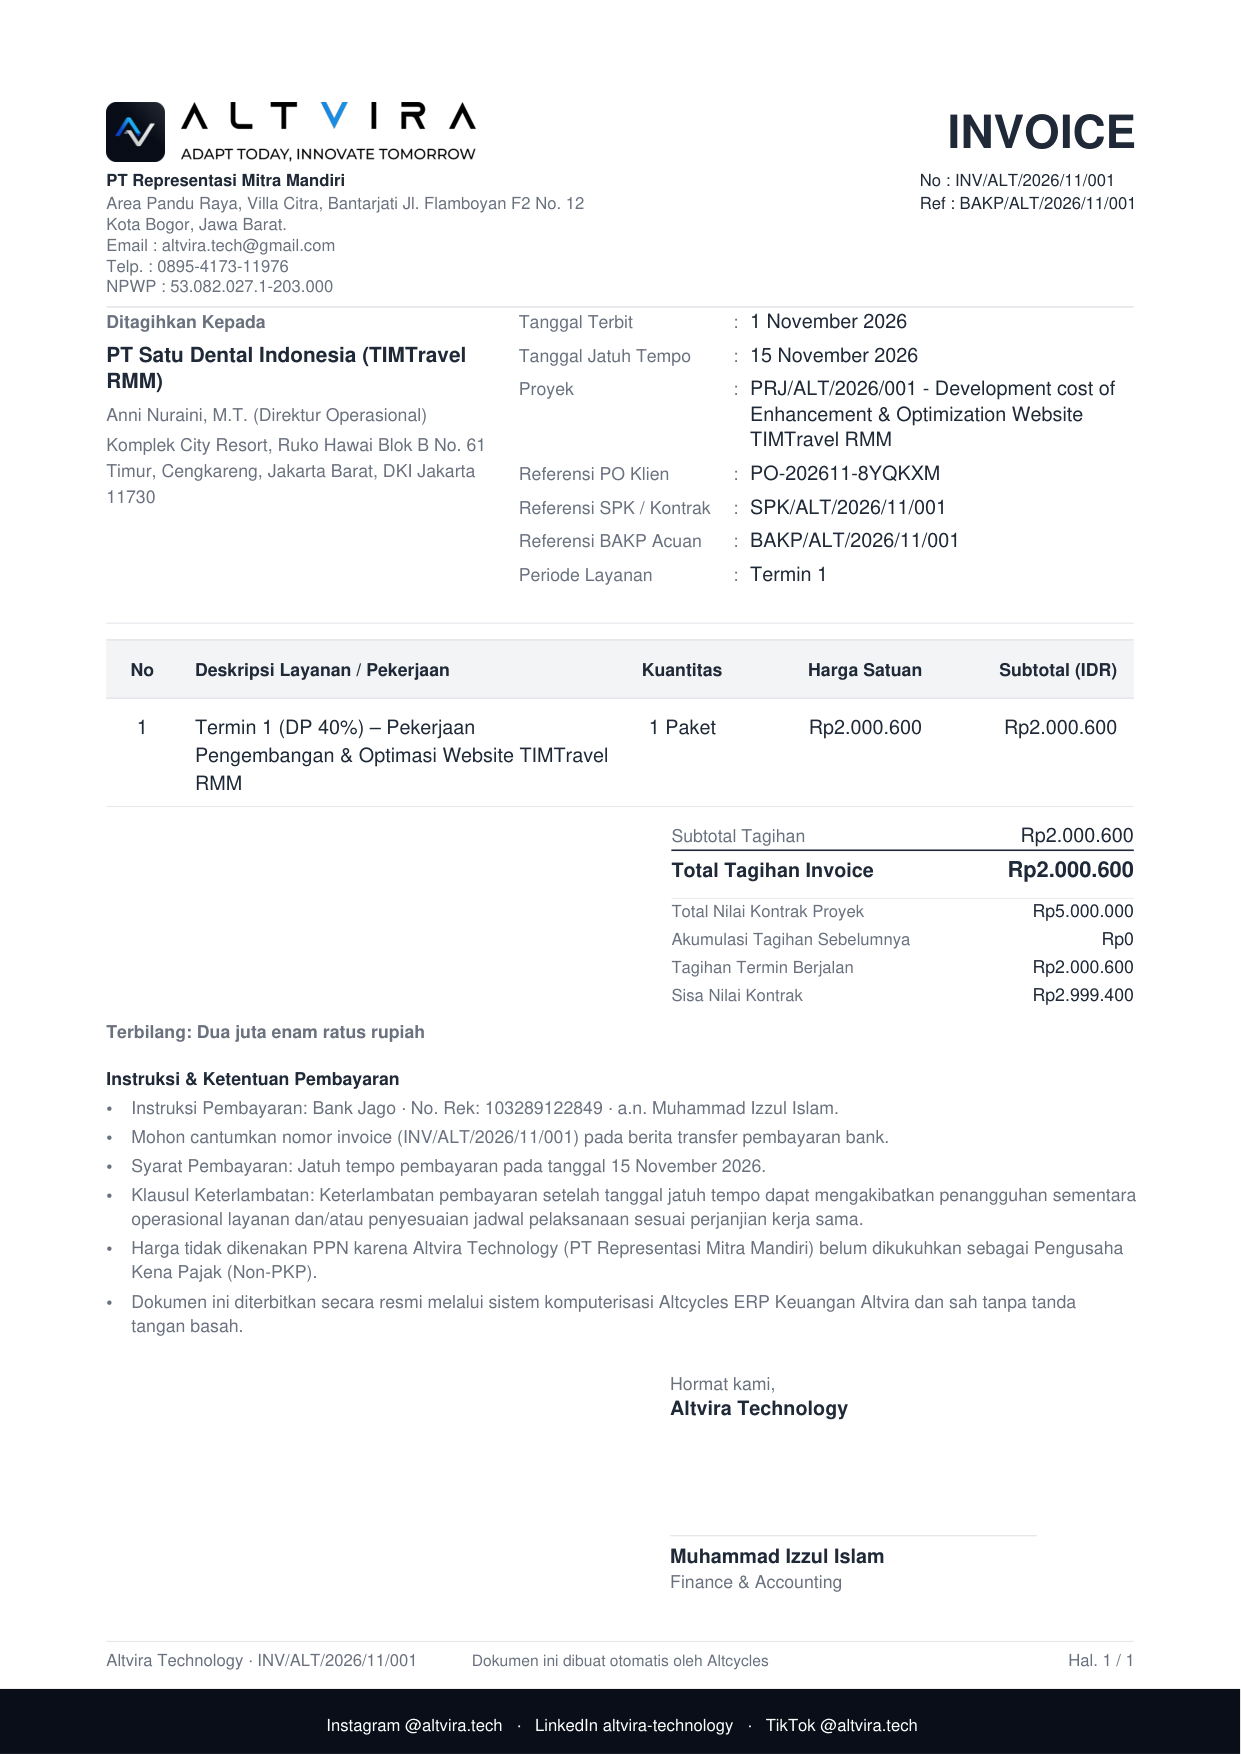 ALTVIRA
ADAPT TODAY, INNOVATE TOMORROW
INVOICE
PT Representasi Mitra Mandiri
Area Pandu Raya, Villa Citra, Bantarjati Jl. Flamboyan F2 No. 12
Kota Bogor, Jawa Barat.
Email : altvira.tech@gmail.com
Telp. : 0895-4173-11976
NPWP : 53.082.027.1-203.000
No : INV/ALT/2026/11/001
Ref : BAKP/ALT/2026/11/001
Ditagihkan Kepada
PT Satu Dental Indonesia (TIMTravel
RMM)
Anni Nuraini, M.T. (Direktur Operasional)
Komplek City Resort, Ruko Hawai Blok B No. 61
Timur, Cengkareng, Jakarta Barat, DKI Jakarta
11730
Tanggal Terbit : 1 November 2026
Tanggal Jatuh Tempo : 15 November 2026
Proyek : PRJ/ALT/2026/001 - Development cost of
Enhancement & Optimization Website
TIMTravel RMM
Referensi PO Klien : PO-202611-8YQKXM
Referensi SPK / Kontrak : SPK/ALT/2026/11/001
Referensi BAKP Acuan : BAKP/ALT/2026/11/001
Periode Layanan : Termin 1
No Deskripsi Layanan / Pekerjaan Kuantitas Harga Satuan Subtotal (IDR)
1 Termin 1 (DP 40%) – Pekerjaan 1 Paket Rp2.000.600 Rp2.000.600
Pengembangan & Optimasi Website TIMTravel
RMM
Subtotal Tagihan Rp2.000.600
Total Tagihan Invoice Rp2.000.600
Total Nilai Kontrak Proyek Rp5.000.000
Akumulasi Tagihan Sebelumnya Rp0
Tagihan Termin Berjalan Rp2.000.600
Sisa Nilai Kontrak Rp2.999.400
Terbilang: Dua juta enam ratus rupiah
Instruksi & Ketentuan Pembayaran
• Instruksi Pembayaran: Bank Jago · No. Rek: 103289122849 · a.n. Muhammad Izzul Islam.
• Mohon cantumkan nomor invoice (INV/ALT/2026/11/001) pada berita transfer pembayaran bank.
• Syarat Pembayaran: Jatuh tempo pembayaran pada tanggal 15 November 2026.
• Klausul Keterlambatan: Keterlambatan pembayaran setelah tanggal jatuh tempo dapat mengakibatkan penangguhan sementara
operasional layanan dan/atau penyesuaian jadwal pelaksanaan sesuai perjanjian kerja sama.
• Harga tidak dikenakan PPN karena Altvira Technology (PT Representasi Mitra Mandiri) belum dikukuhkan sebagai Pengusaha
Kena Pajak (Non-PKP).
• Dokumen ini diterbitkan secara resmi melalui sistem komputerisasi Altcycles ERP Keuangan Altvira dan sah tanpa tanda
tangan basah.
Hormat kami,
Altvira Technology
Muhammad Izzul Islam
Finance & Accounting
Altvira Technology · INV/ALT/2026/11/001 Dokumen ini dibuat otomatis oleh Altcycles Hal. 1 / 1
Instagram @altvira.tech · LinkedIn altvira-technology · TikTok @altvira.tech